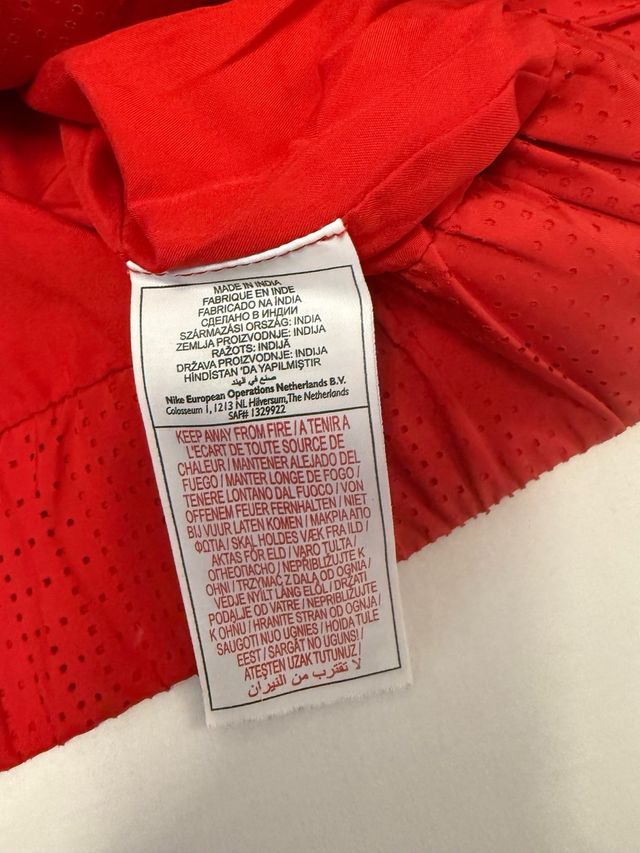 MADE IN INDIA
FABRIQUE EN INDE
FABRICADO NA ÍNDIA
СДЕЛАНО В ИНДИИ
SZÁRMAZÁSI ORSZÁG: INDIA
ZEMLJA PROIZVODNJE: INDIJA
RAŽOTS: INDIJĀ
DRŽAVA PROIZVODNJE: INDIJA
HİNDİSTAN 'DA YAPILMIŞTIR
صنع في الهند
Nike European Operations Netherlands B.V.
Colosseum 1, 1213 NL Hilversum, The Netherlands
SAF# 1329922
KEEP AWAY FROM FIRE / A TENIR A
L'ECART DE TOUTE SOURCE DE
CHALEUR / MANTENER ALEJADO DEL
FUEGO / MANTER LONGE DE FOGO /
TENERE LONTANO DAL FUOCO / VON
OFFENEM FEUER FERNHALTEN / NIET
BIJ VUUR LATEN KOMEN / ΜΑΚΡΙΑ ΑΠΟ
ΦΩΤΙΑ / SKAL HOLDES VÆK FRA ILD /
AKTAS FÖR ELD / VARO TULTA /
ОГНЕОПАСНО / NEPŘIBLIŽUJTE K
OHNI / TRZYMAĆ Z DALA OD OGNIA /
VÉDJE NYÍLT LÁNG ELŐL / DRŽATI
PODALJE OD VATRE / NEPRIBLIŽUJTE
K OHŇU / HRANITE STRAN OD OGNJA /
SAUGOTI NUO UGNIES / HOIDA TULE
EEST / SARGĀT NO UGUNS /
ATEŞTEN UZAK TUTUNUZ /
لا تقترب من النيران